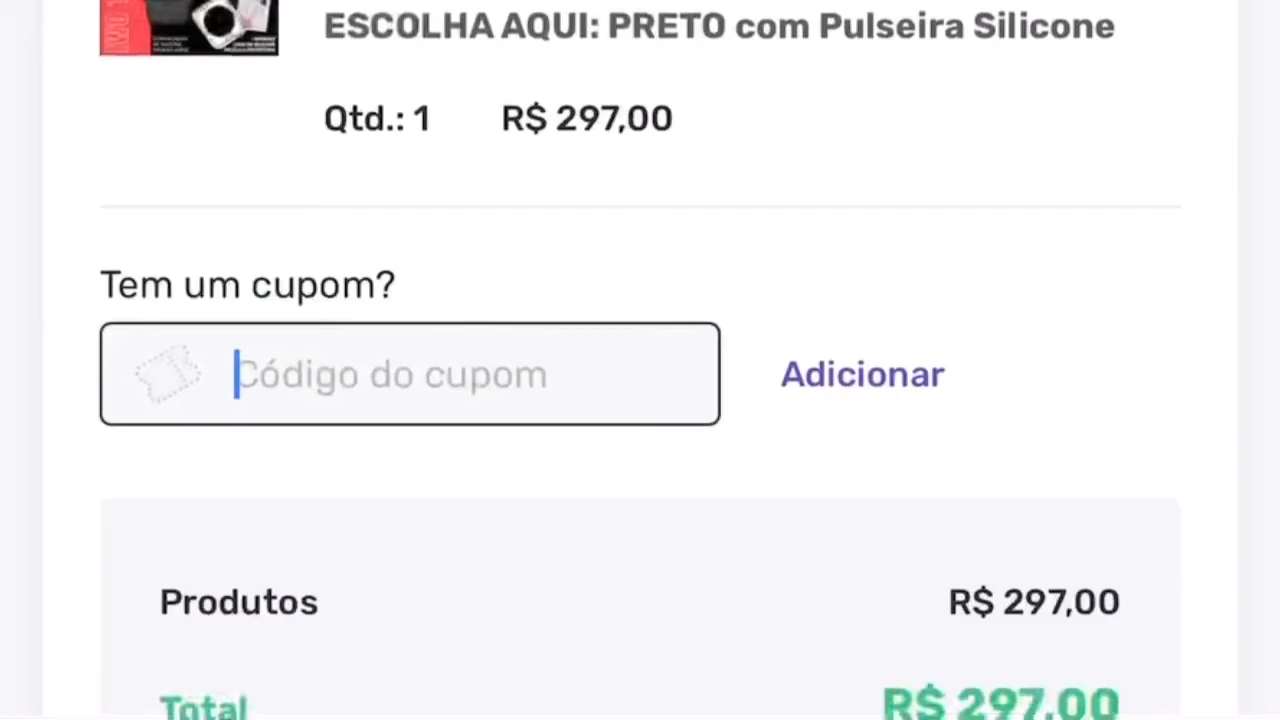 ESCOLHA AQUI: PRETO com Pulseira Silicone
Qtd.: 1 R$ 297,00
Tem um cupom?
Código do cupom
Adicionar
Produtos R$ 297,00
Total R$ 297,00